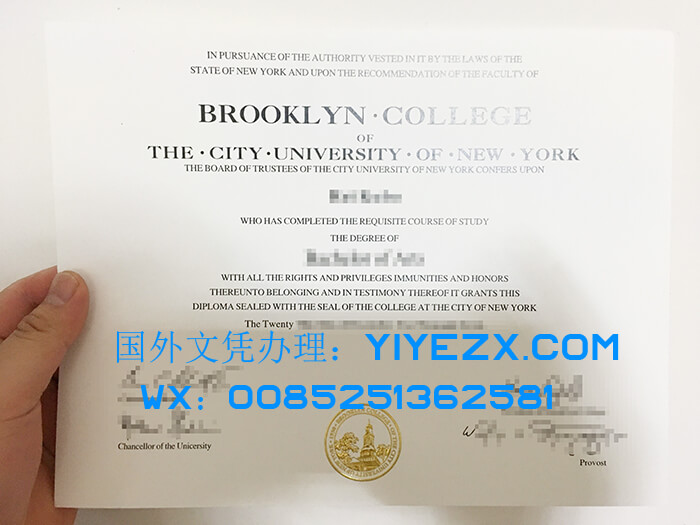 IN PURSUANCE OF THE AUTHORITY VESTED IN IT BY THE LAWS OF THE
STATE OF NEW YORK AND UPON THE RECOMMENDATION OF THE FACULTY OF
BROOKLYN·COLLEGE
OF
THE·CITY·UNIVERSITY·OF·NEW·YORK
THE BOARD OF TRUSTEES OF THE CITY UNIVERSITY OF NEW YORK CONFERS UPON
WHO HAS COMPLETED THE REQUISITE COURSE OF STUDY
THE DEGREE OF
WITH ALL THE RIGHTS AND PRIVILEGES IMMUNITIES AND HONORS
THEREUNTO BELONGING AND IN TESTIMONY THEREOF IT GRANTS THIS
DIPLOMA SEALED WITH THE SEAL OF THE COLLEGE AT THE CITY OF NEW YORK
The Twenty
国外文凭办理：YIYEZX.COM
WX：0085251362581
Chancellor of the University
Provost